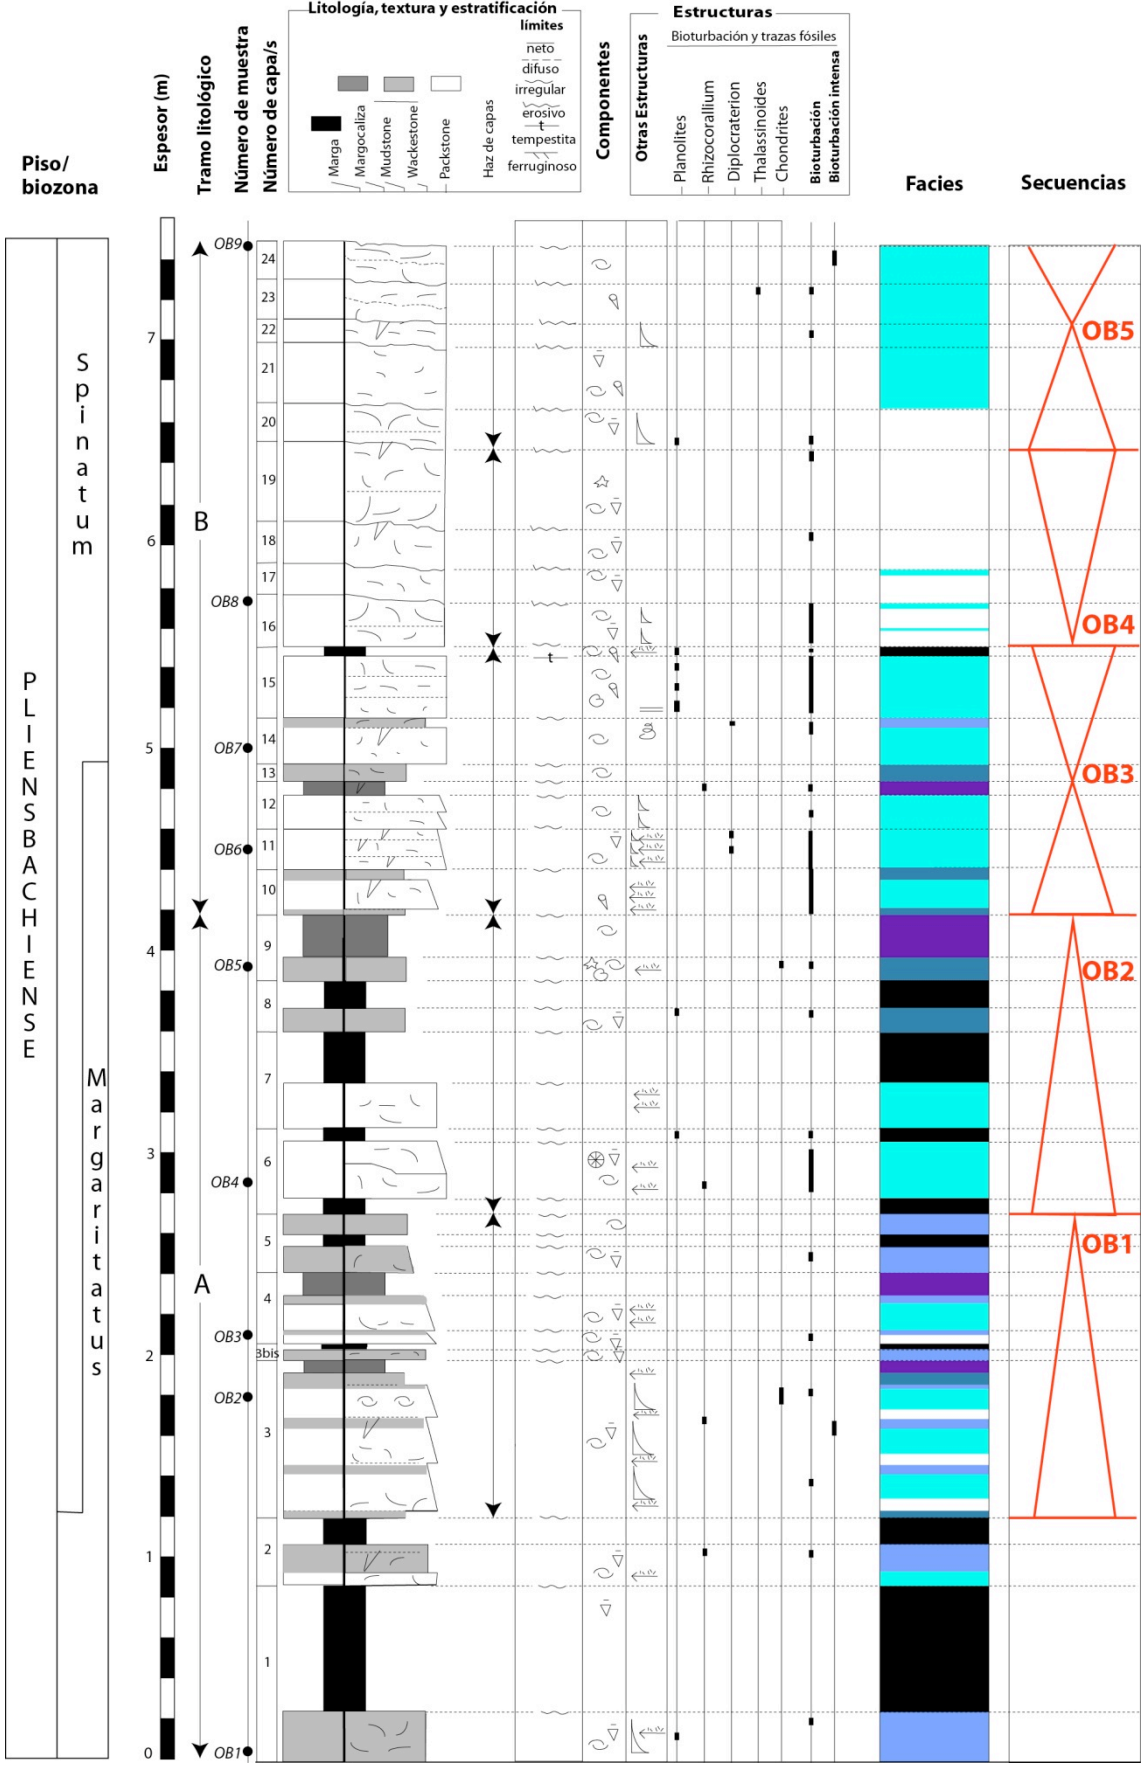 Litología, textura y estratificación
límites
neto
difuso
irregular
erosivo
t
tempestita
ferruginoso
Marga
Margocaliza
Mudstone
Wackestone
Packstone
Haz de capas
Estructuras
Bioturbación y trazas fósiles
Piso/
biozona
Espesor (m)
Tramo litológico
Número de muestra
Número de capa/s
Componentes
Otras Estructuras
Planolites
Rhizocorallium
Diplocraterion
Thalassinoides
Chondrites
Bioturbación
Bioturbación intensa
Facies
Secuencias
PLIENSBACHIENSE
Spinatum
Margaritatus
7
6
5
4
3
2
1
0
B
A
OB9
OB8
OB7
OB6
OB5
OB4
OB3
OB2
OB1
24
23
22
21
20
19
18
17
16
15
14
13
12
11
10
9
8
7
6
5
4
3bis
3
2
1
t
OB5
OB4
OB3
OB2
OB1